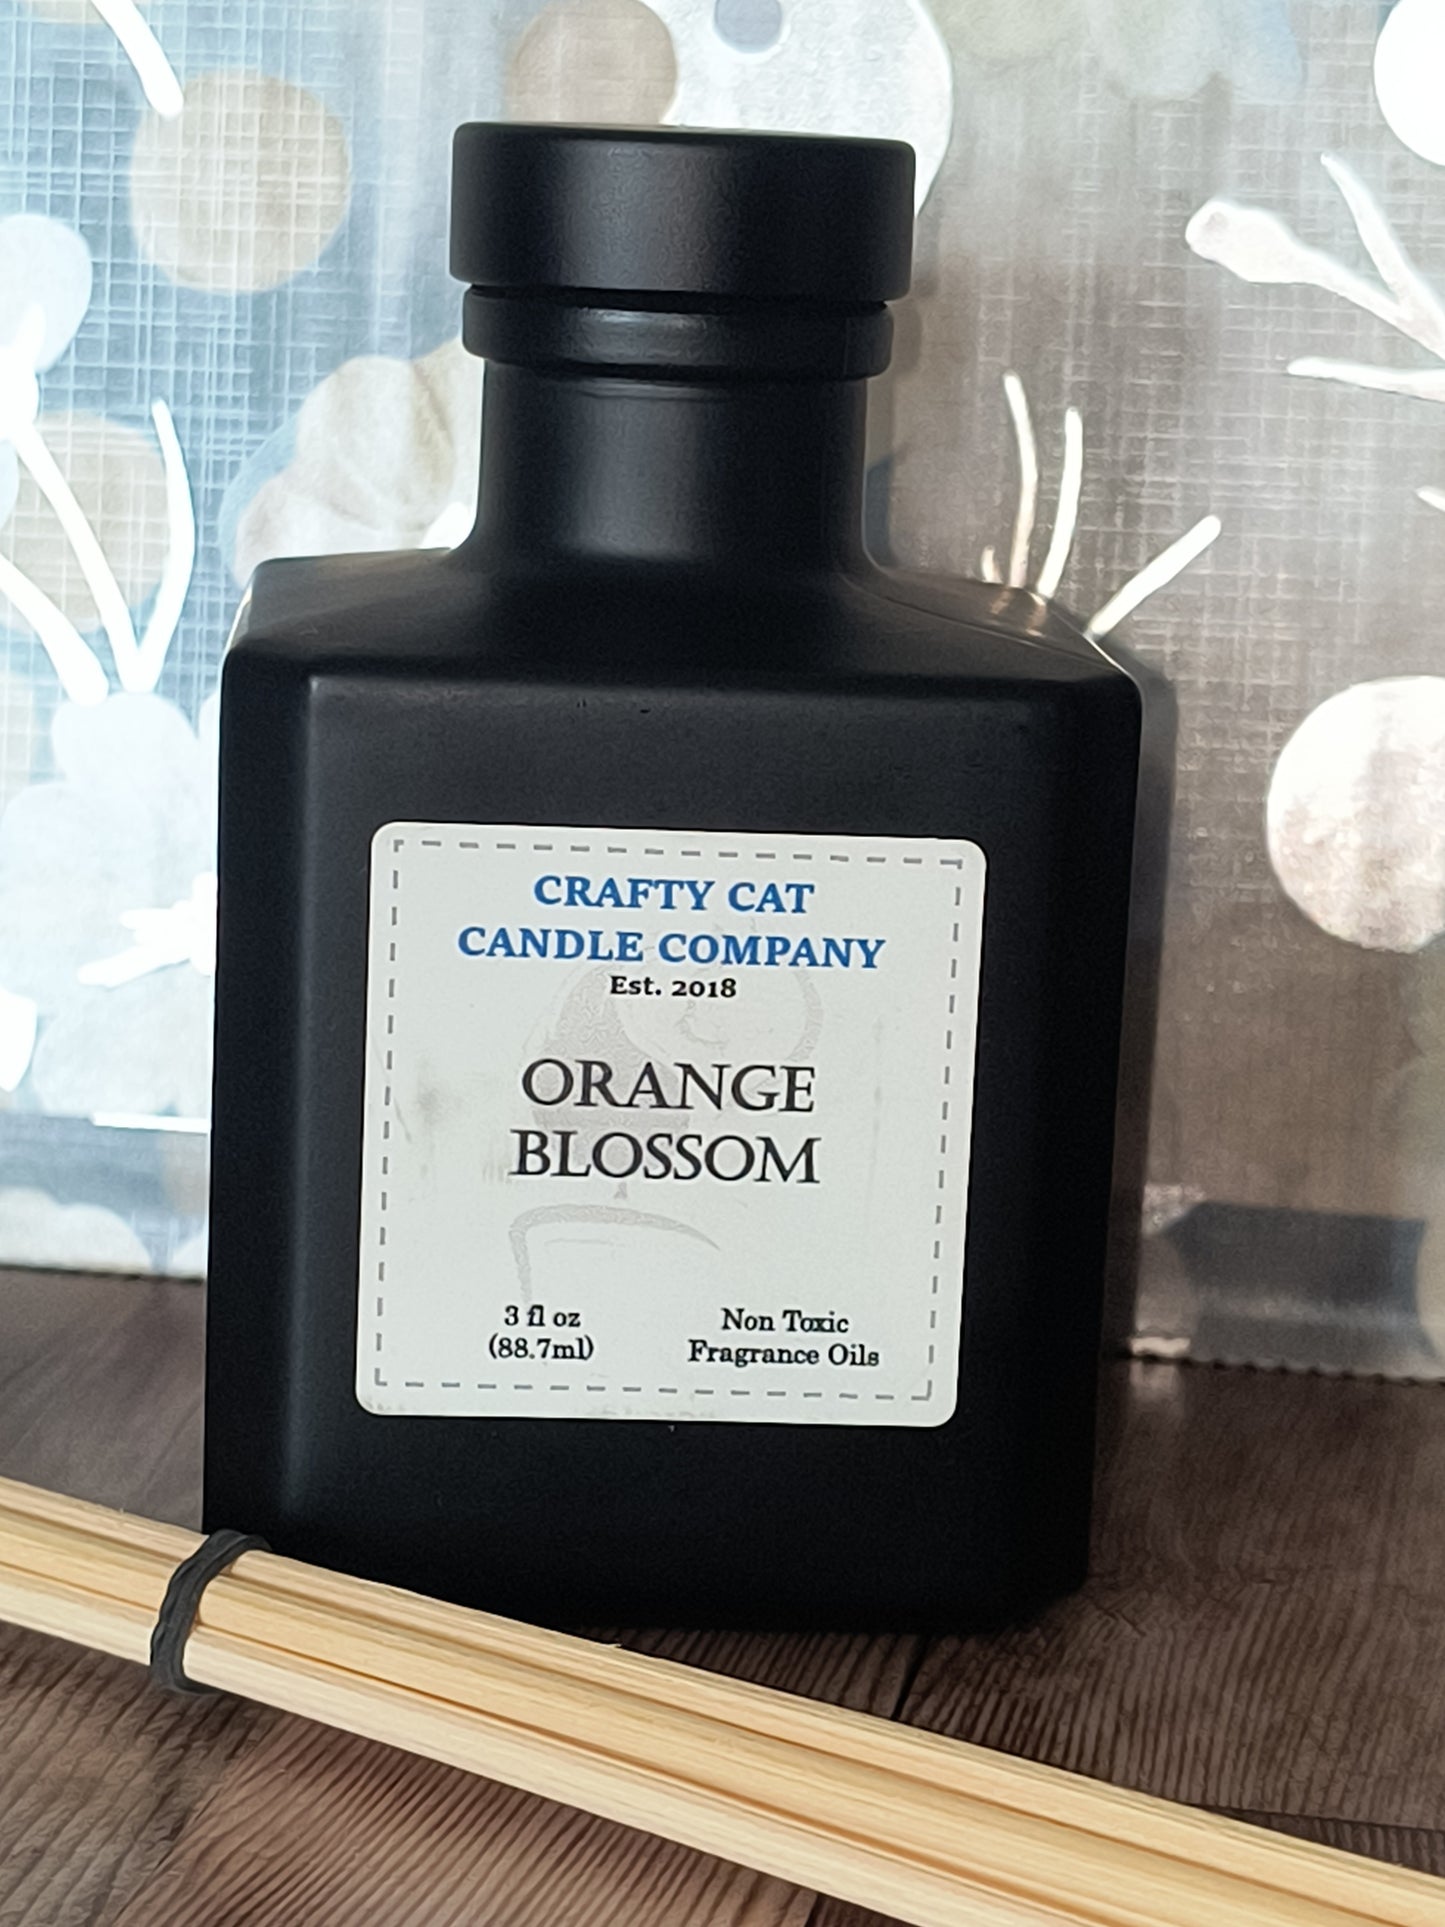 CRAFTY CAT
CANDLE COMPANY
Est. 2018
ORANGE
BLOSSOM
3 fl oz
(88.7ml)
Non Toxic
Fragrance Oils